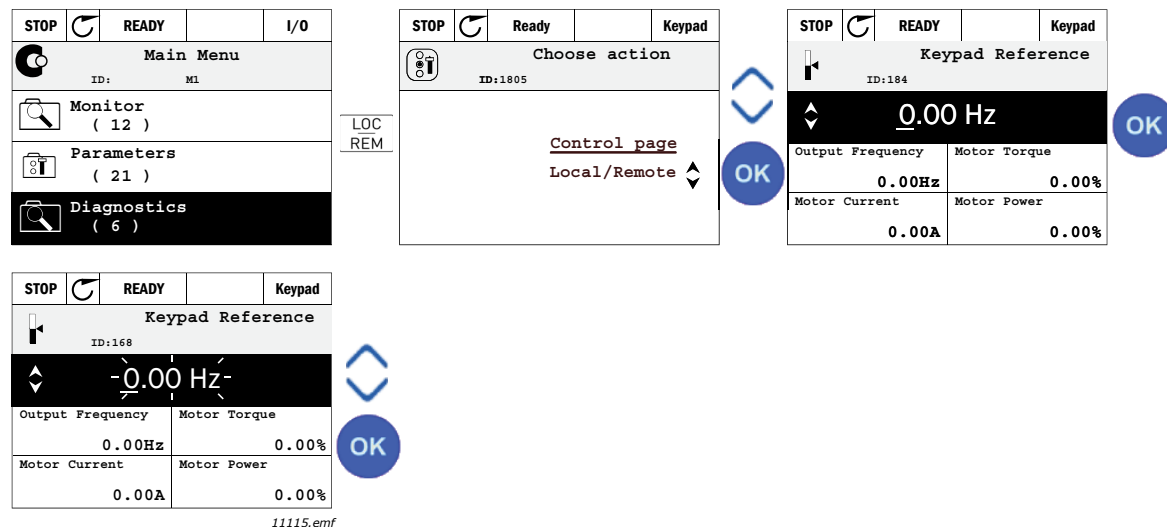 STOP READY I/O
Main Menu
ID: M1
Monitor
( 12 )
Parameters
( 21 )
Diagnostics
( 6 )
LOC
REM
STOP Ready Keypad
Choose action
ID:1805
Control page
Local/Remote
OK
STOP READY Keypad
Keypad Reference
ID:184
0.00 Hz
Output Frequency Motor Torque
0.00Hz 0.00%
Motor Current Motor Power
0.00A 0.00%
OK
STOP READY Keypad
Keypad Reference
ID:168
0.00 Hz
Output Frequency Motor Torque
0.00Hz 0.00%
Motor Current Motor Power
0.00A 0.00%
OK
11115.emf